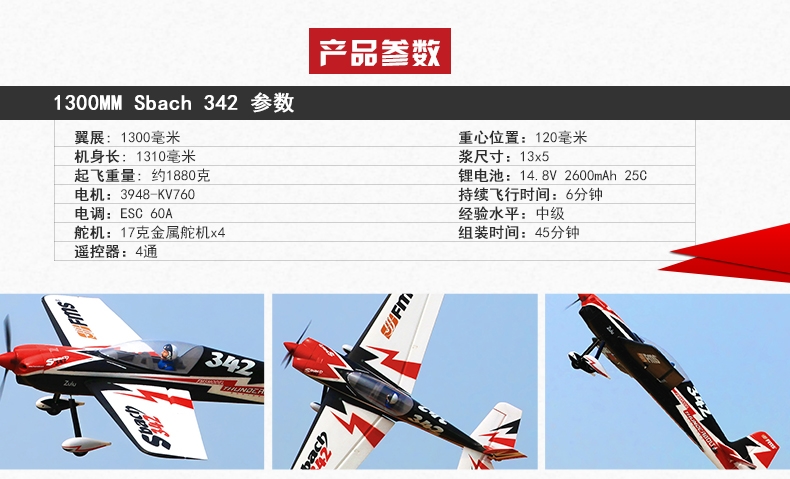 产品参数
1300MM Sbach 342 参数
翼展: 1300毫米
重心位置: 120毫米
机身长: 1310毫米
浆尺寸: 13x5
起飞重量: 约1880克
锂电池: 14.8V 2600mAh 25C
电机: 3948-KV760
持续飞行时间: 6分钟
电调: ESC 60A
经验水平: 中级
舵机: 17克金属舵机x4
组装时间: 45分钟
遥控器: 4通
FMS
Sbach
342
THUNDER
Sbach
342
FMS
Sbach
342
FMS
342